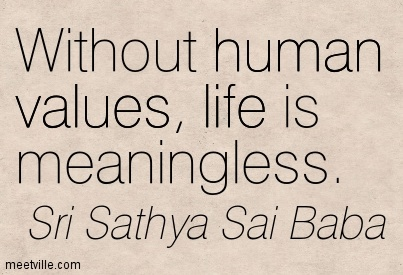 Without human
values, life is
meaningless.
Sri Sathya Sai Baba
meetville.com